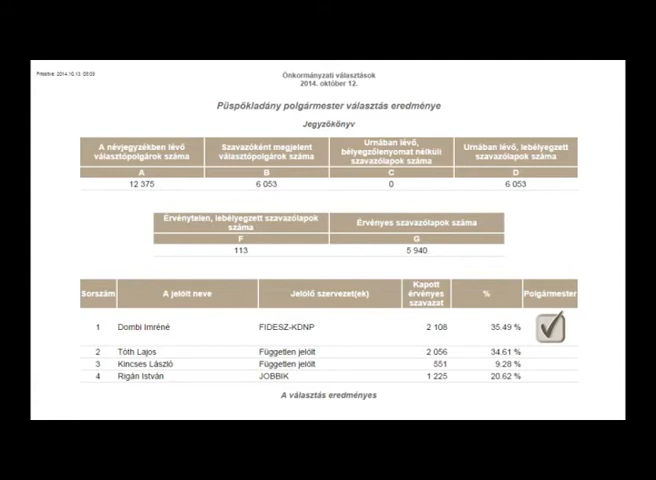 Frissítve: 2014.10.13. 03:03
Önkormányzati választások
2014. október 12.
Püspökladány polgármester választás eredménye
Jegyzőkönyv
A névjegyzékben lévő választópolgárok száma
Szavazóként megjelent választópolgárok száma
Urnában lévő, bélyegzőlenyomat nélküli szavazólapok száma
Urnában lévő, lebélyegzett szavazólapok száma
A B C D
12 375 6 053 0 6 053
Érvénytelen, lebélyegzett szavazólapok száma
Érvényes szavazólapok száma
F G
113 5 940
Sorszám A jelölt neve Jelölő szervezet(ek) Kapott érvényes szavazat % Polgármester
1 Dombi Imréné FIDESZ-KDNP 2 108 35.49 %
2 Tóth Lajos Független jelölt 2 056 34.61 %
3 Kincses László Független jelölt 551 9.28 %
4 Rigán István JOBBIK 1 225 20.62 %
A választás eredményes